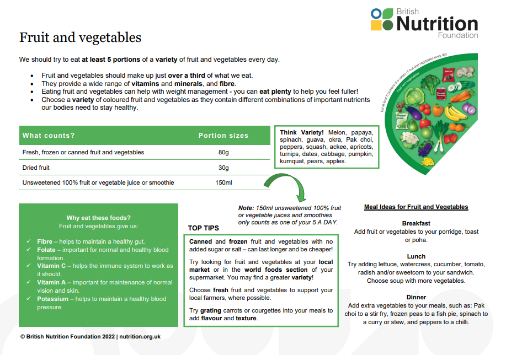 British
Nutrition
Foundation
Fruit and vegetables
We should try to eat at least 5 portions of a variety of fruit and vegetables every day.
• Fruit and vegetables should make up just over a third of what we eat.
• They provide a wide range of vitamins and minerals, and fibre.
• Eating fruit and vegetables can help with weight management - you can eat plenty to help you feel fuller!
• Choose a variety of coloured fruit and vegetables as they contain different combinations of important nutrients
our bodies need to stay healthy.
What counts? Portion sizes
Fresh, frozen or canned fruit and vegetables 80g
Dried fruit 30g
Unsweetened 100% fruit or vegetable juice or smoothie 150ml
Think Variety! Melon, papaya,
spinach, guava, okra, Pak choi,
peppers, squash, ackee, apricots,
turnips, dates, cabbage, pumpkin,
kumquat, pears, apples.
Note: 150ml unsweetened 100% fruit
or vegetable juices and smoothies
only counts as one of your 5 A DAY.
Why eat these foods?
Fruit and vegetables give us:
✓ Fibre – helps to maintain a healthy gut.
✓ Folate – important for normal and healthy blood
formation.
✓ Vitamin C – helps the immune system to work as
it should.
✓ Vitamin A – important for maintenance of normal
vision and skin.
✓ Potassium – helps to maintain a healthy blood
pressure.
TOP TIPS
Canned and frozen fruit and vegetables with no
added sugar or salt – can last longer and be cheaper!
Try looking for fruit and vegetables at your local
market or in the world foods section of your
supermarket. You may find a greater variety!
Choose fresh fruit and vegetables to support your
local farmers, where possible.
Try grating carrots or courgettes into your meals to
add flavour and texture.
Meal Ideas for Fruit and Vegetables
Breakfast
Add fruit or vegetables to your porridge, toast
or poha.
Lunch
Try adding lettuce, watercress, cucumber, tomato,
radish and/or sweetcorn to your sandwich.
Choose soup with more vegetables.
Dinner
Add extra vegetables to your meals, such as: Pak
choi to a stir fry, frozen peas to a fish pie, spinach to
a curry or stew, and peppers to a chilli.
© British Nutrition Foundation 2022 | nutrition.org.uk